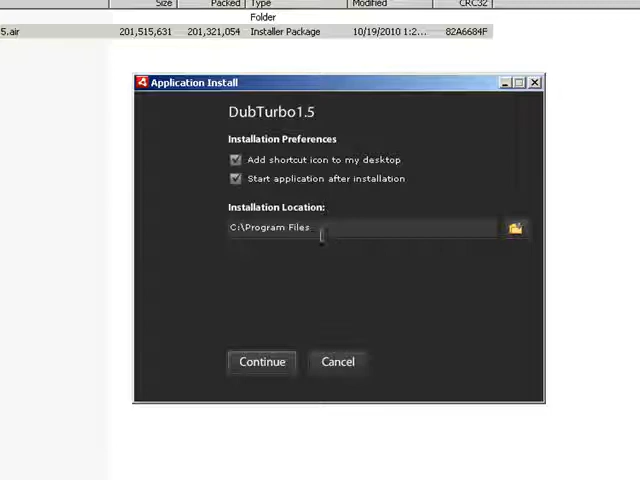 Size Packed Type Modified CRC32
Folder
5.air 201,515,631 201,321,054 Installer Package 10/19/2010 1:2... 82A6684F
Application Install
DubTurbo1.5
Installation Preferences
Add shortcut icon to my desktop
Start application after installation
Installation Location:
C:\Program Files
Continue Cancel